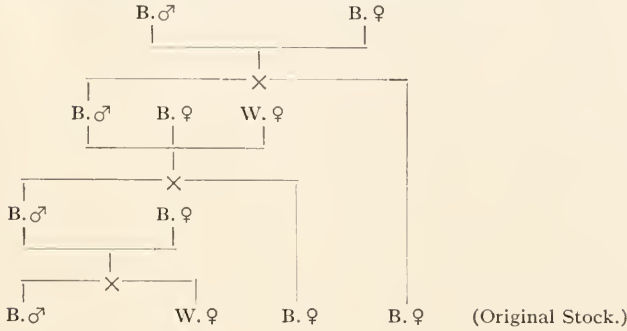 B.♂ B.♀
×
B.♂ B.♀ W.♀
×
B.♂ B.♀
×
B.♂ W.♀ B.♀ B.♀ (Original Stock.)